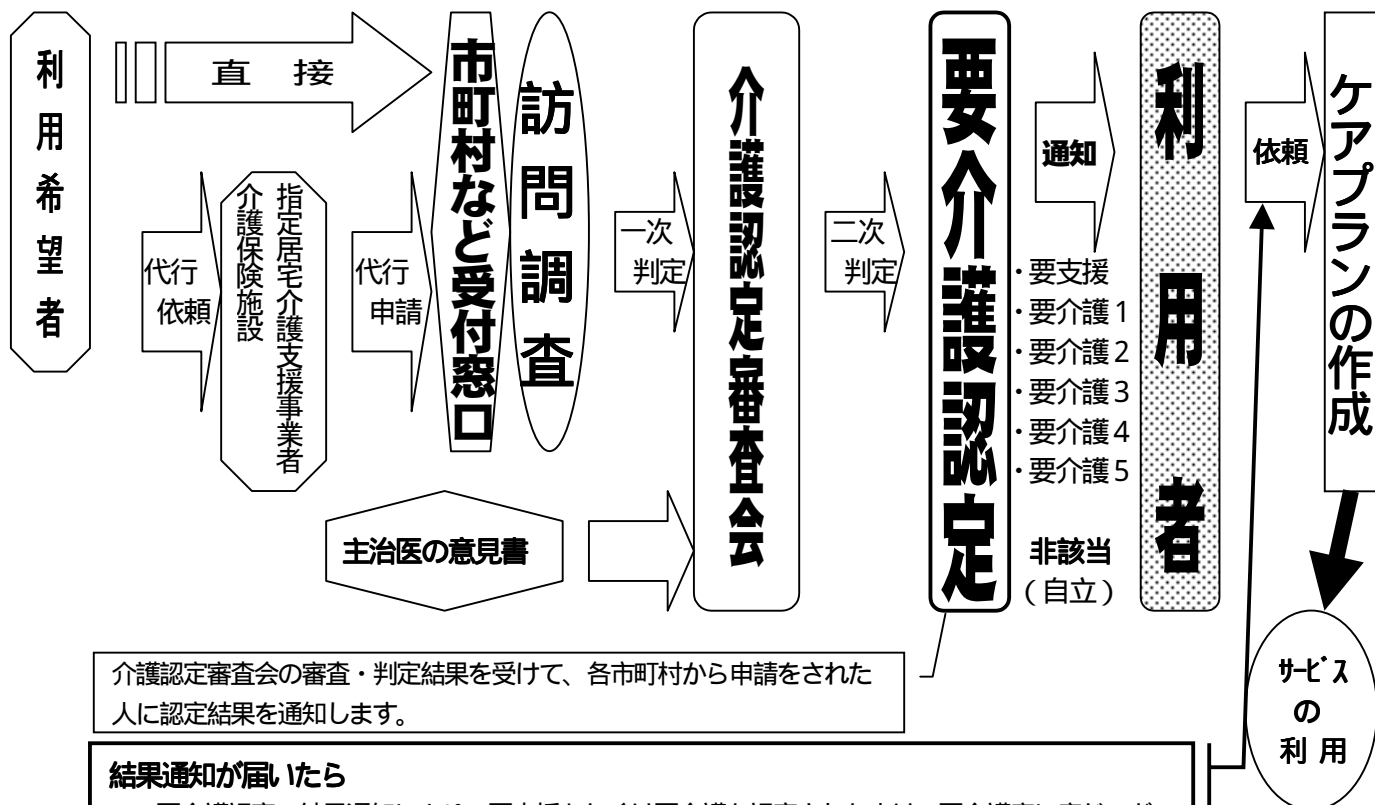 利用希望者
直 接
代行
依頼
指定居宅介護支援事業者
介護保険施設
代行
申請
市町村など受付窓口
訪問調査
主治医の意見書
一次
判定
介護認定審査会
二次
判定
要介護認定
通知
・要支援
・要介護1
・要介護2
・要介護3
・要介護4
・要介護5
非該当
(自立)
利用者
依頼
ケアプランの作成
サービス
の
利 用
介護認定審査会の審査・判定結果を受けて、各市町村から申請をされた
人に認定結果を通知します。
結果通知が届いたら